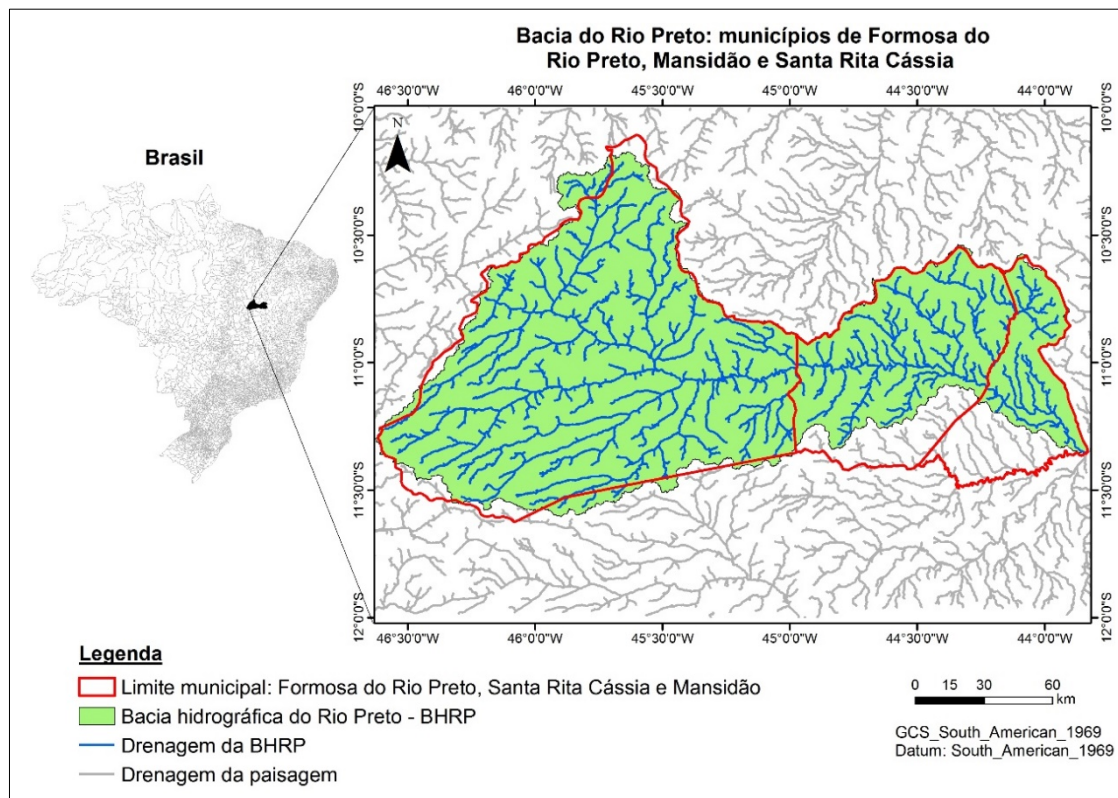 Bacia do Rio Preto: municípios de Formosa do
Rio Preto, Mansidão e Santa Rita Cássia
46°30'0"W
46°0'0"W
45°30'0"W
45°0'0"W
44°30'0"W
44°0'0"W
10°0'0"S
10°0'0"S
N
Brasil
10°30'0"S
10°30'0"S
11°0'0"S
11°0'0"S
11°30'0"S
11°30'0"S
12°0'0"S
12°0'0"S
46°30'0"W
46°0'0"W
45°30'0"W
45°0'0"W
44°30'0"W
44°0'0"W
Legenda
Limite municipal: Formosa do Rio Preto, Santa Rita Cássia e Mansidão
Bacia hidrográfica do Rio Preto - BHRP
Drenagem da BHRP
Drenagem da paisagem
0 15 30 60
km
GCS_South_American_1969
Datum: South_American_1969